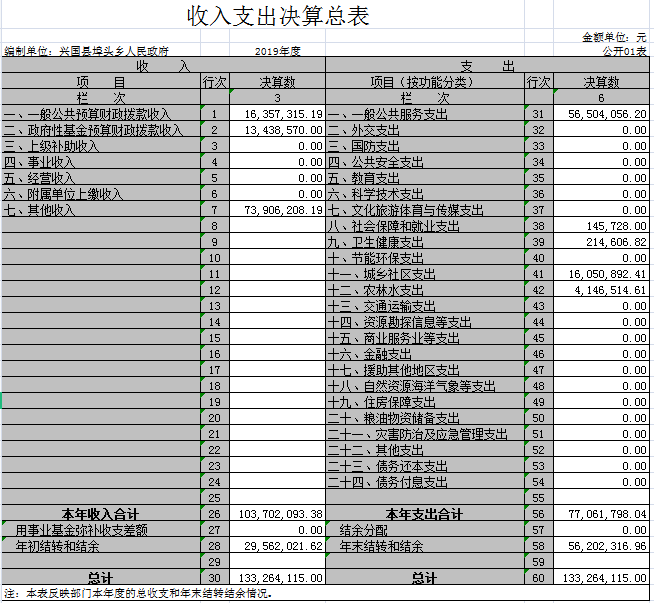 收入支出决算总表
金额单位：元
编制单位：兴国县埠头乡人民政府 2019年度 公开01表
收 入 支 出
项 目 行次 决算数 项目（按功能分类） 行次 决算数
栏 次 3 栏 次 6
一、一般公共预算财政拨款收入 1 16,357,315.19 一、一般公共服务支出 31 56,504,056.20
二、政府性基金预算财政拨款收入 2 13,438,570.00 二、外交支出 32 0.00
三、上级补助收入 3 0.00 三、国防支出 33 0.00
四、事业收入 4 0.00 四、公共安全支出 34 0.00
五、经营收入 5 0.00 五、教育支出 35 0.00
六、附属单位上缴收入 6 0.00 六、科学技术支出 36 0.00
七、其他收入 7 73,906,208.19 七、文化旅游体育与传媒支出 37 0.00
8 八、社会保障和就业支出 38 145,728.00
9 九、卫生健康支出 39 214,606.82
10 十、节能环保支出 40 0.00
11 十一、城乡社区支出 41 16,050,892.41
12 十二、农林水支出 42 4,146,514.61
13 十三、交通运输支出 43 0.00
14 十四、资源勘探信息等支出 44 0.00
15 十五、商业服务业等支出 45 0.00
16 十六、金融支出 46 0.00
17 十七、援助其他地区支出 47 0.00
18 十八、自然资源海洋气象等支出 48 0.00
19 十九、住房保障支出 49 0.00
20 二十、粮油物资储备支出 50 0.00
21 二十一、灾害防治及应急管理支出 51 0.00
22 二十二、其他支出 52 0.00
23 二十三、债务还本支出 53 0.00
24 二十四、债务付息支出 54 0.00
25 55
本年收入合计 26 103,702,093.38 本年支出合计 56 77,061,798.04
用事业基金弥补收支差额 27 0.00 结余分配 57 0.00
年初结转和结余 28 29,562,021.62 年末结转和结余 58 56,202,316.96
29 59
总计 30 133,264,115.00 总计 60 133,264,115.00
注：本表反映部门本年度的总收支和年末结转结余情况。